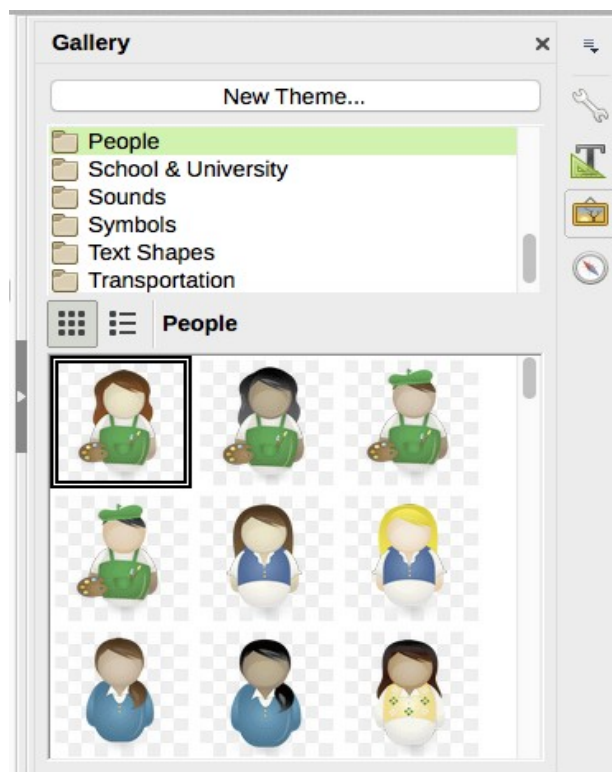 Gallery
New Theme...
People
School & University
Sounds
Symbols
Text Shapes
Transportation
People